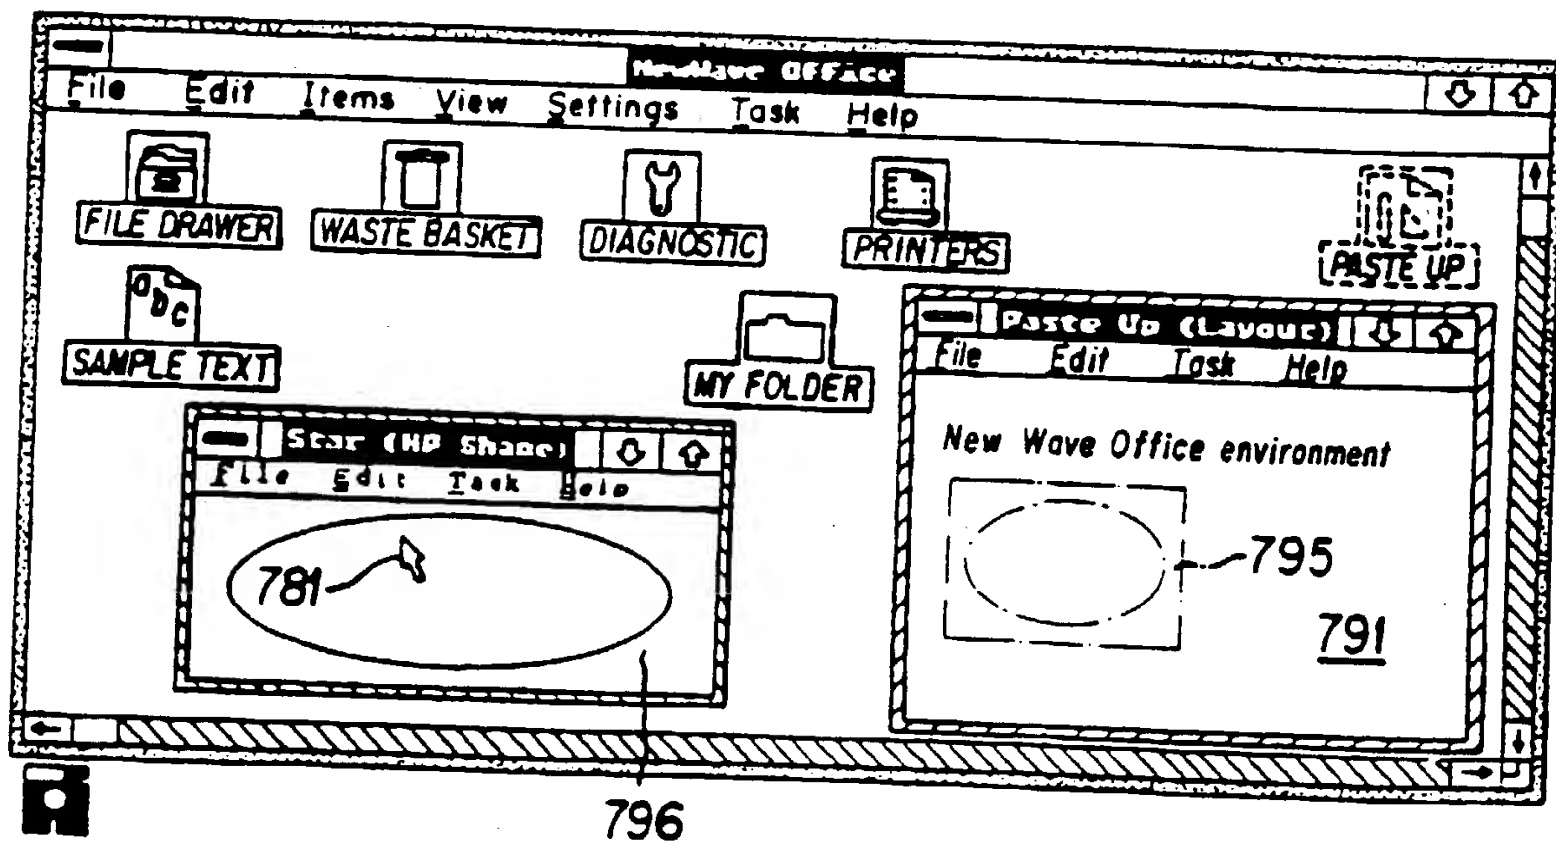 NewWave Office
File Edit Items View Settings Task Help
FILE DRAWER WASTE BASKET DIAGNOSTIC PRINTERS PASTE UP
abc
SAMPLE TEXT MY FOLDER
Paste Up (Layout)
File Edit Task Help
Star (HP Shape)
File Edit Task Help
New Wave Office environment
781
795
791
796